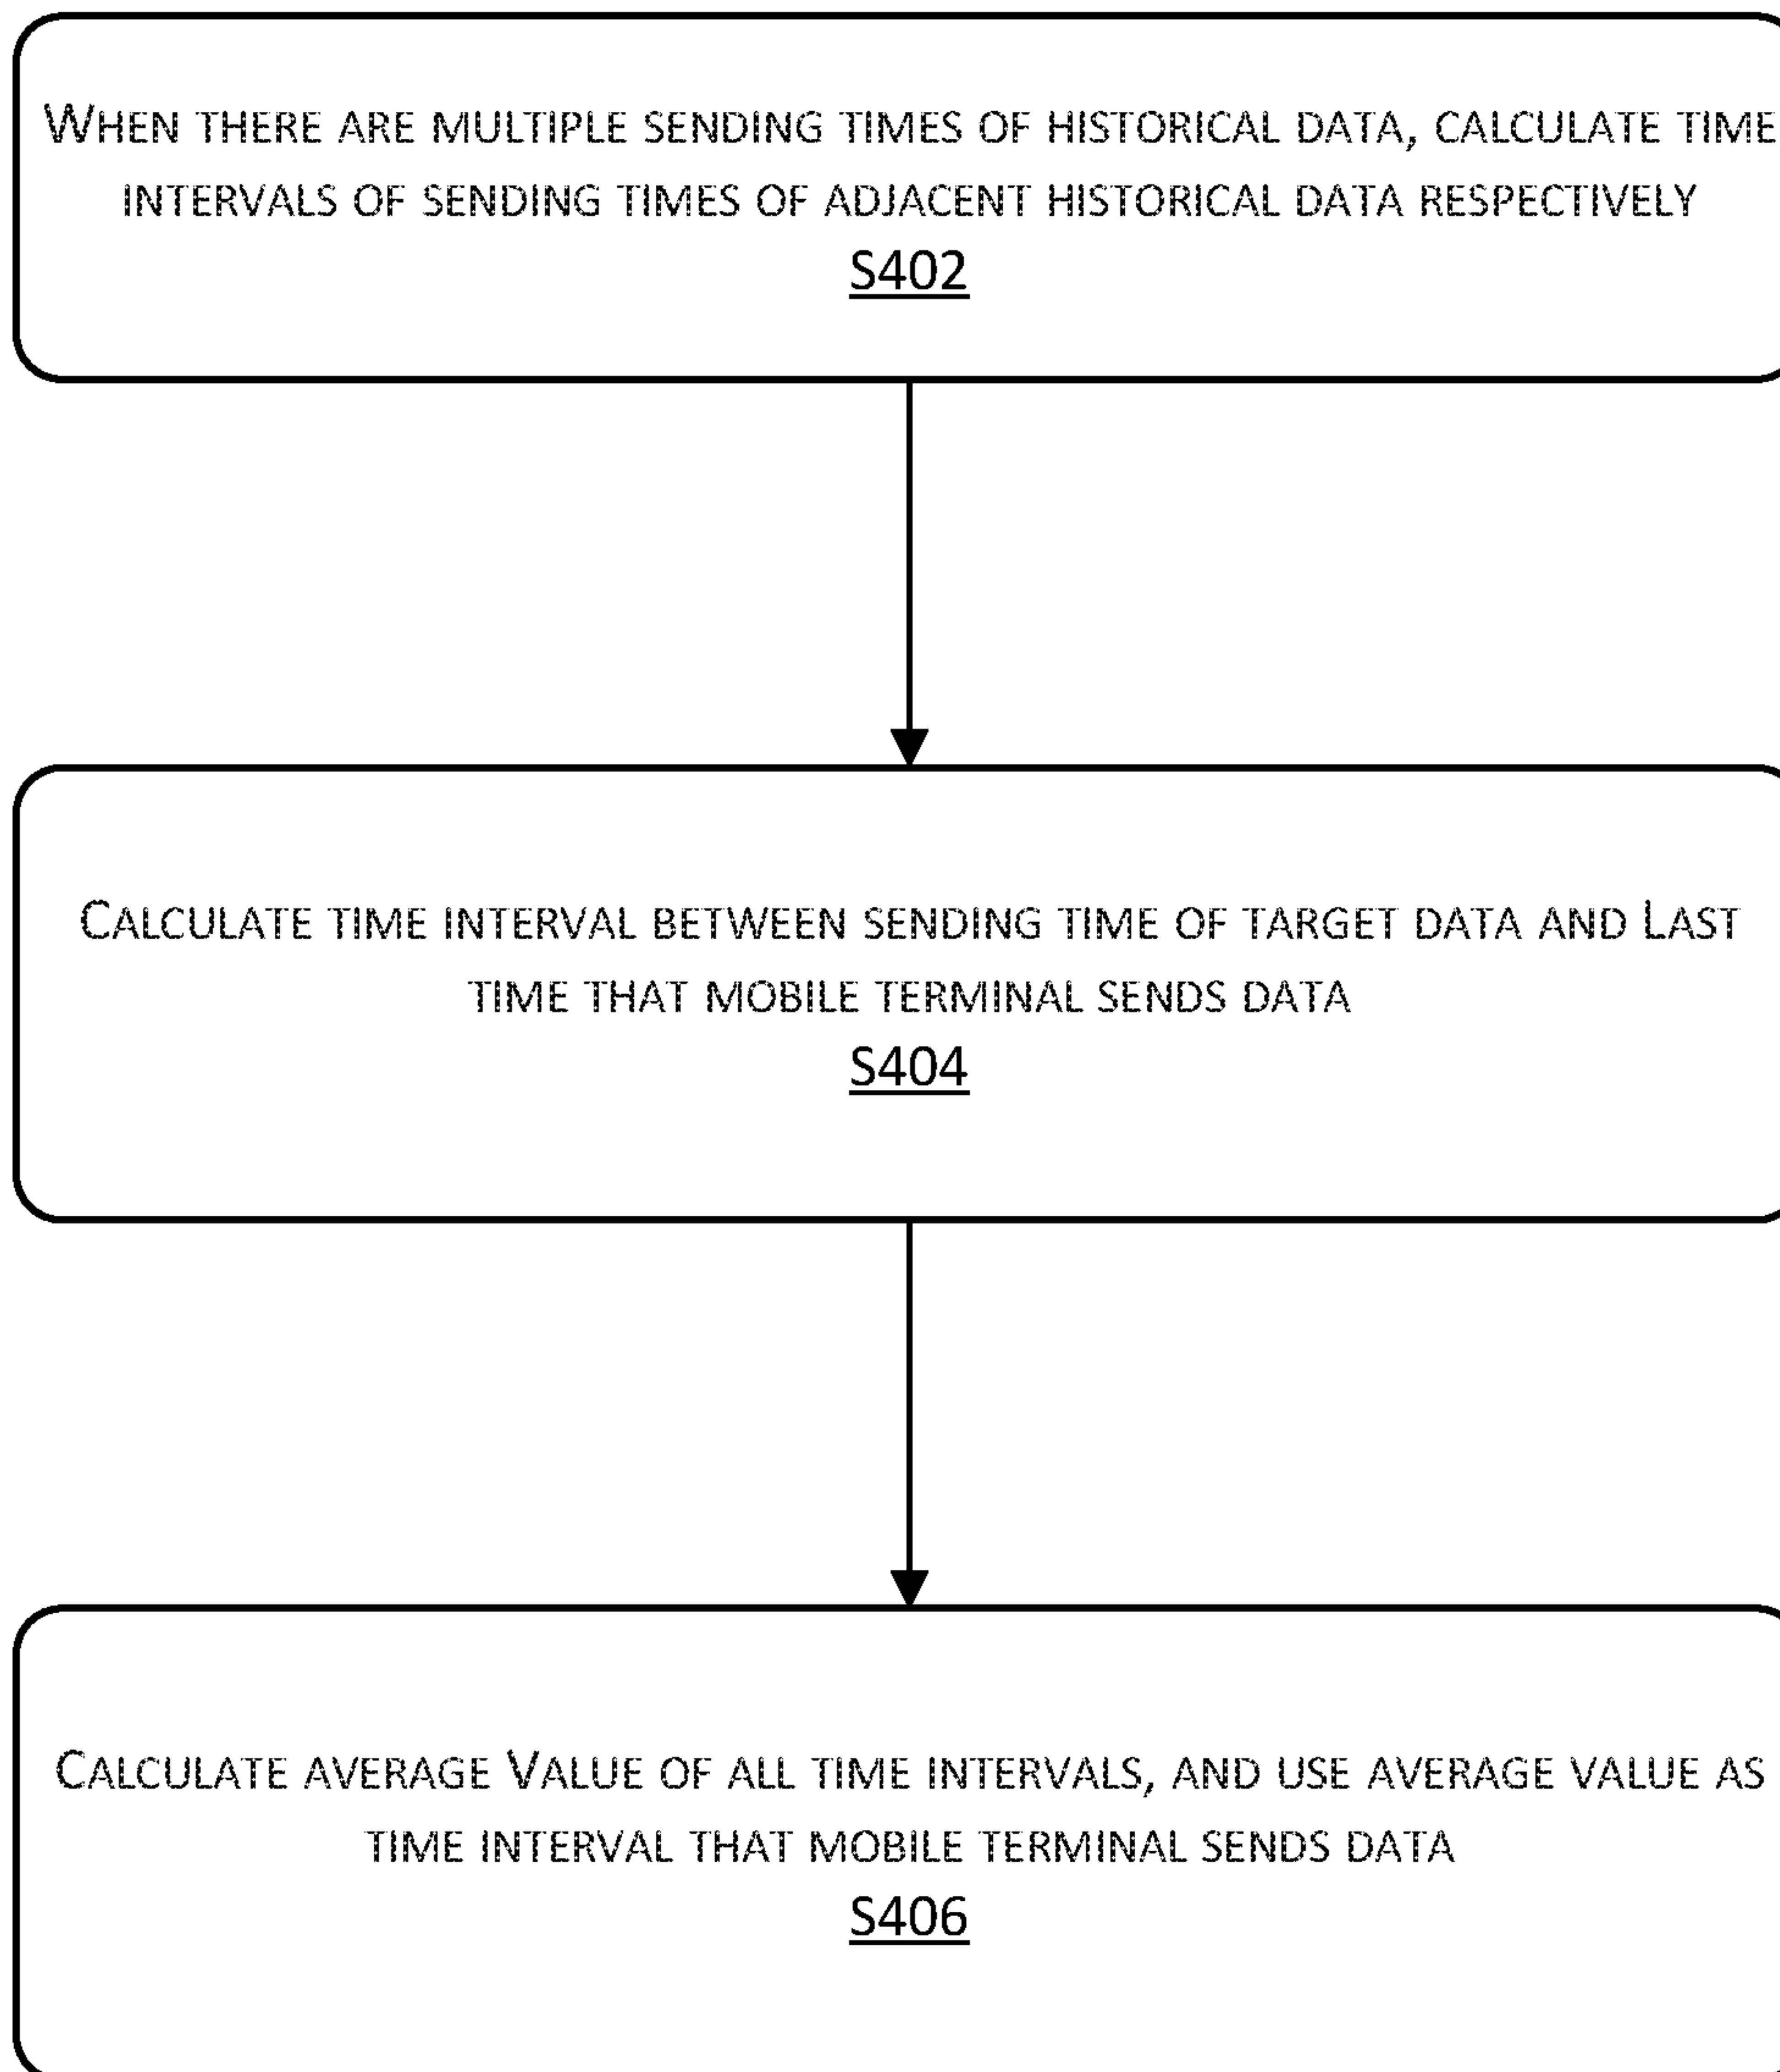 When there are multiple sending times of historical data, calculate time
intervals of sending times of adjacent historical data respectively
S402
Calculate time interval between sending time of target data and Last
time that mobile terminal sends data
S404
Calculate average Value of all time intervals, and use average value as
time interval that mobile terminal sends data
S406